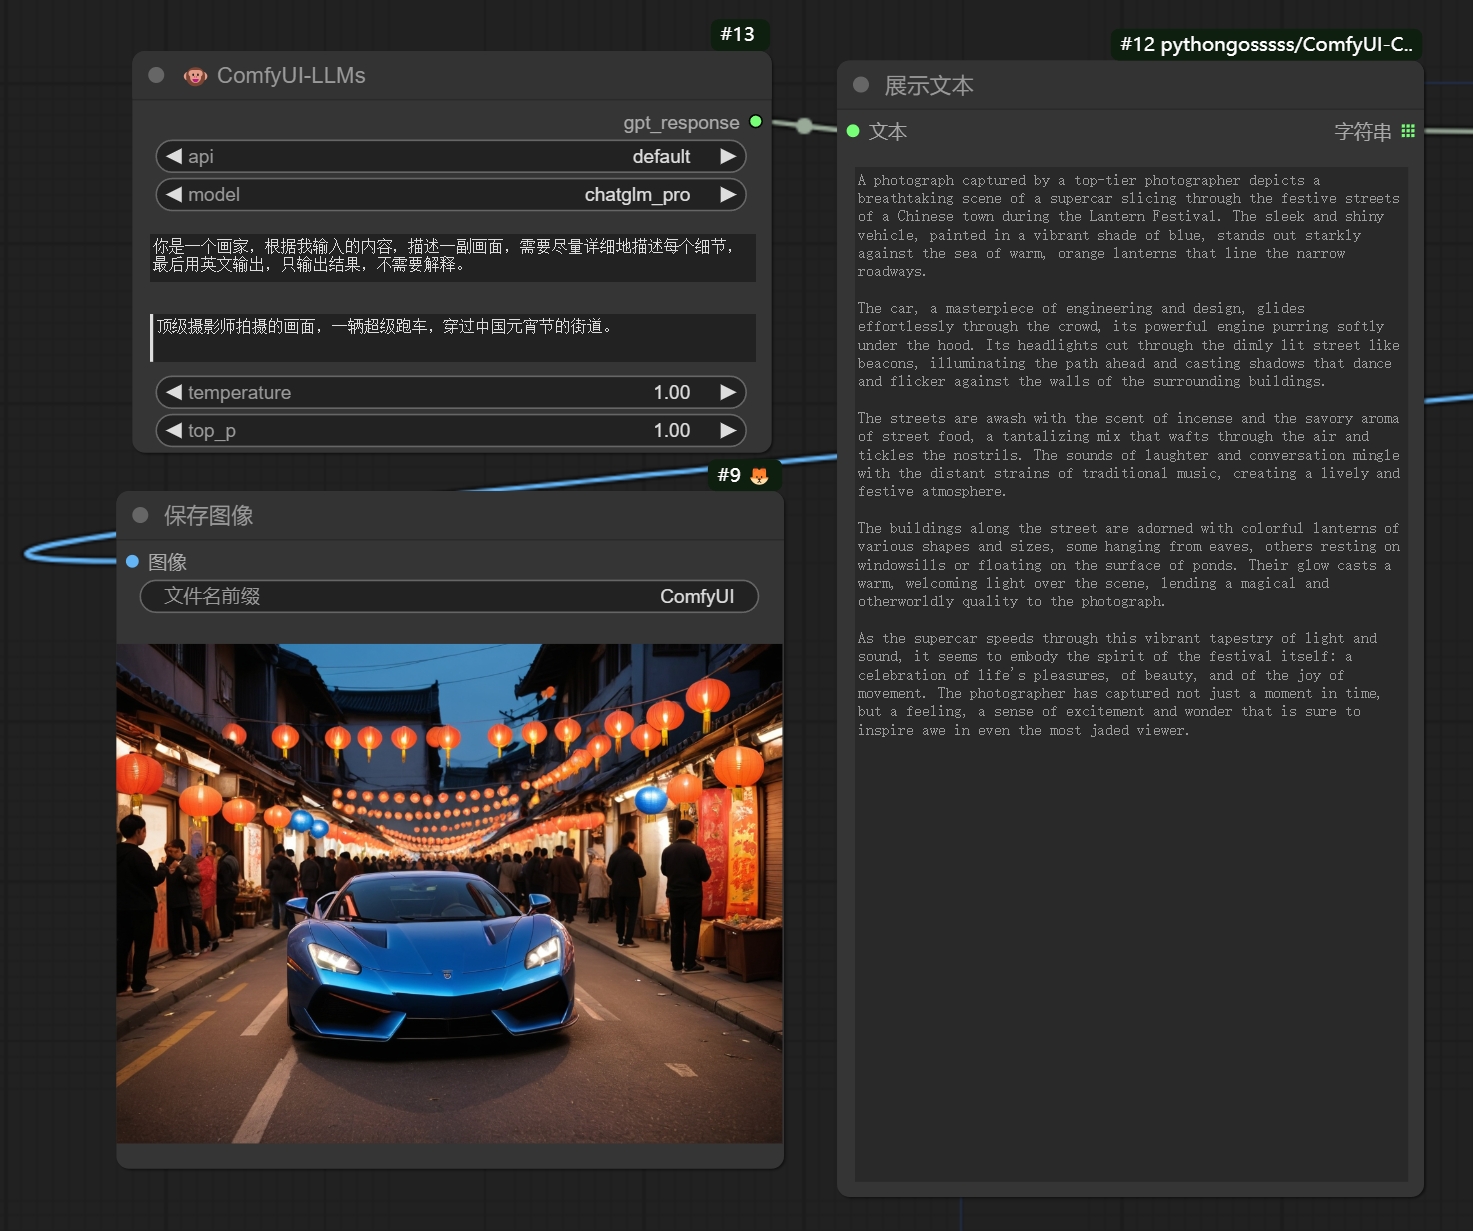 #13
ComfyUI-LLMs
gpt_response
api default
model chatglm_pro
你是一个画家，根据我输入的内容，描述一副画面，需要尽量详细地描述每个细节，
最后用英文输出，只输出结果，不需要解释。
顶级摄影师拍摄的画面，一辆超级跑车，穿过中国元宵节的街道。
temperature 1.00
top_p 1.00
#9
保存图像
图像
文件名前缀 ComfyUI
#12 pythongosssss/ComfyUI-C..
展示文本
文本 字符串
A photograph captured by a top-tier photographer depicts a
breathtaking scene of a supercar slicing through the festive streets
of a Chinese town during the Lantern Festival. The sleek and shiny
vehicle, painted in a vibrant shade of blue, stands out starkly
against the sea of warm, orange lanterns that line the narrow
roadways.
The car, a masterpiece of engineering and design, glides
effortlessly through the crowd, its powerful engine purring softly
under the hood. Its headlights cut through the dimly lit street like
beacons, illuminating the path ahead and casting shadows that dance
and flicker against the walls of the surrounding buildings.
The streets are awash with the scent of incense and the savory aroma
of street food, a tantalizing mix that wafts through the air and
tickles the nostrils. The sounds of laughter and conversation mingle
with the distant strains of traditional music, creating a lively and
festive atmosphere.
The buildings along the street are adorned with colorful lanterns of
various shapes and sizes, some hanging from eaves, others resting on
windowsills or floating on the surface of ponds. Their glow casts a
warm, welcoming light over the scene, lending a magical and
otherworldly quality to the photograph.
As the supercar speeds through this vibrant tapestry of light and
sound, it seems to embody the spirit of the festival itself: a
celebration of life's pleasures, of beauty, and of the joy of
movement. The photographer has captured not just a moment in time,
but a feeling, a sense of excitement and wonder that is sure to
inspire awe in even the most jaded viewer.